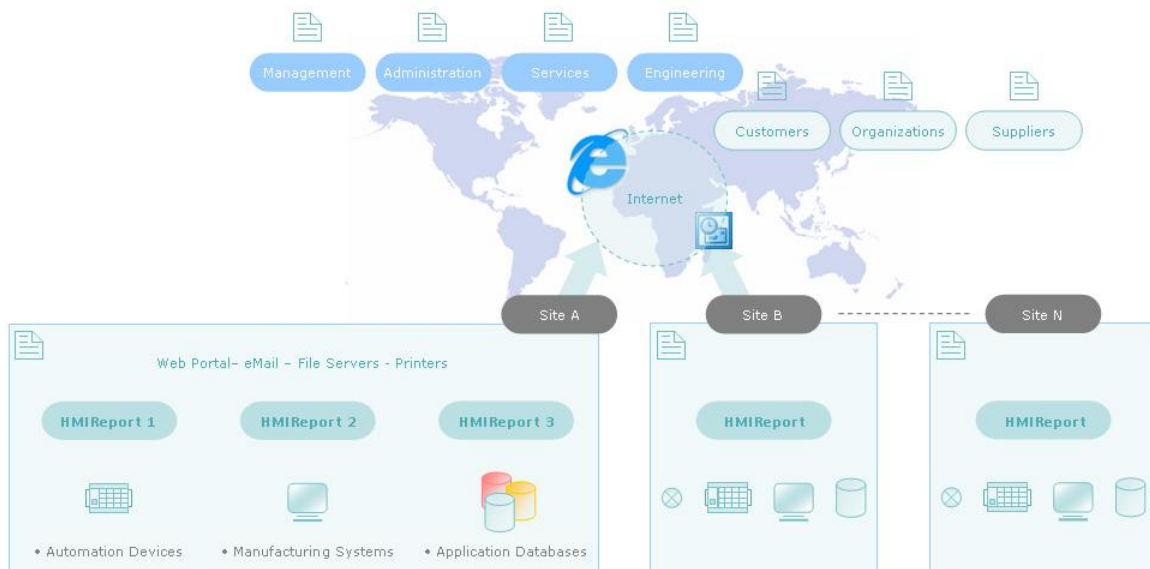 Management
Administration
Services
Engineering
Customers
Organizations
Suppliers
Internet
Site A
Site B
Site N
Web Portal– eMail – File Servers - Printers
HMIReport 1
HMIReport 2
HMIReport 3
HMIReport
HMIReport
• Automation Devices
• Manufacturing Systems
• Application Databases